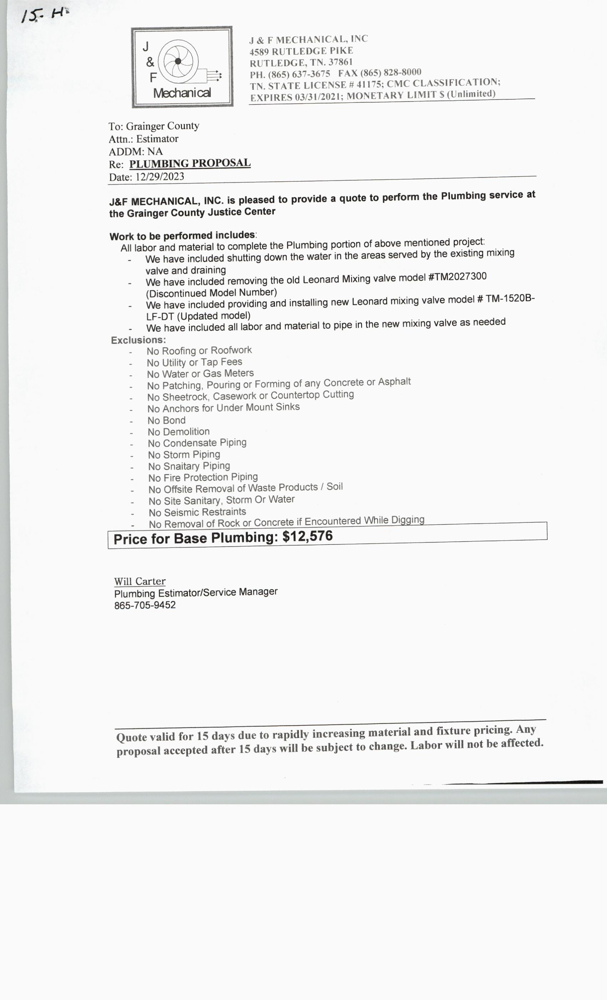 15. H.
J
&
F
Mechanical
J & F MECHANICAL, INC
4589 RUTLEDGE PIKE
RUTLEDGE, TN. 37861
PH. (865) 637-3675 FAX (865) 828-8000
TN. STATE LICENSE # 41175; CMC CLASSIFICATION;
EXPIRES 03/31/2021; MONETARY LIMIT $ (Unlimited)
To: Grainger County
Attn.: Estimator
ADDM: NA
Re: PLUMBING PROPOSAL
Date: 12/29/2023
J&F MECHANICAL, INC. is pleased to provide a quote to perform the Plumbing service at
the Grainger County Justice Center
Work to be performed includes:
All labor and material to complete the Plumbing portion of above mentioned project:
- We have included shutting down the water in the areas served by the existing mixing
valve and draining
- We have included removing the old Leonard Mixing valve model #TM2027300
(Discontinued Model Number)
- We have included providing and installing new Leonard mixing valve model # TM-1520B-
LF-DT (Updated model)
- We have included all labor and material to pipe in the new mixing valve as needed
Exclusions:
- No Roofing or Roofwork
- No Utility or Tap Fees
- No Water or Gas Meters
- No Patching, Pouring or Forming of any Concrete or Asphalt
- No Sheetrock, Casework or Countertop Cutting
- No Anchors for Under Mount Sinks
- No Bond
- No Demolition
- No Condensate Piping
- No Storm Piping
- No Snaitary Piping
- No Fire Protection Piping
- No Offsite Removal of Waste Products / Soil
- No Site Sanitary, Storm Or Water
- No Seismic Restraints
- No Removal of Rock or Concrete if Encountered While Digging
Price for Base Plumbing: $12,576
Will Carter
Plumbing Estimator/Service Manager
865-705-9452
Quote valid for 15 days due to rapidly increasing material and fixture pricing. Any
proposal accepted after 15 days will be subject to change. Labor will not be affected.